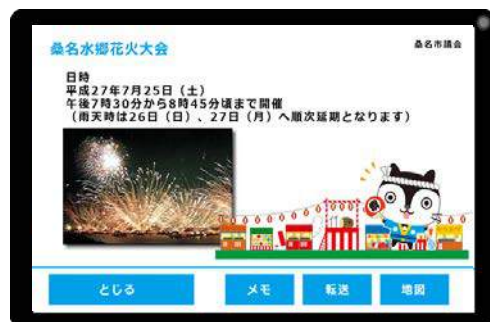 桑名水郷花火大会
桑名市議会
日時
平成27年7月25日（土）
午後7時30分から8時45分頃まで開催
（雨天時は26日（日）、27日（月）へ順次延期となります）
とじる
メモ
転送
地図